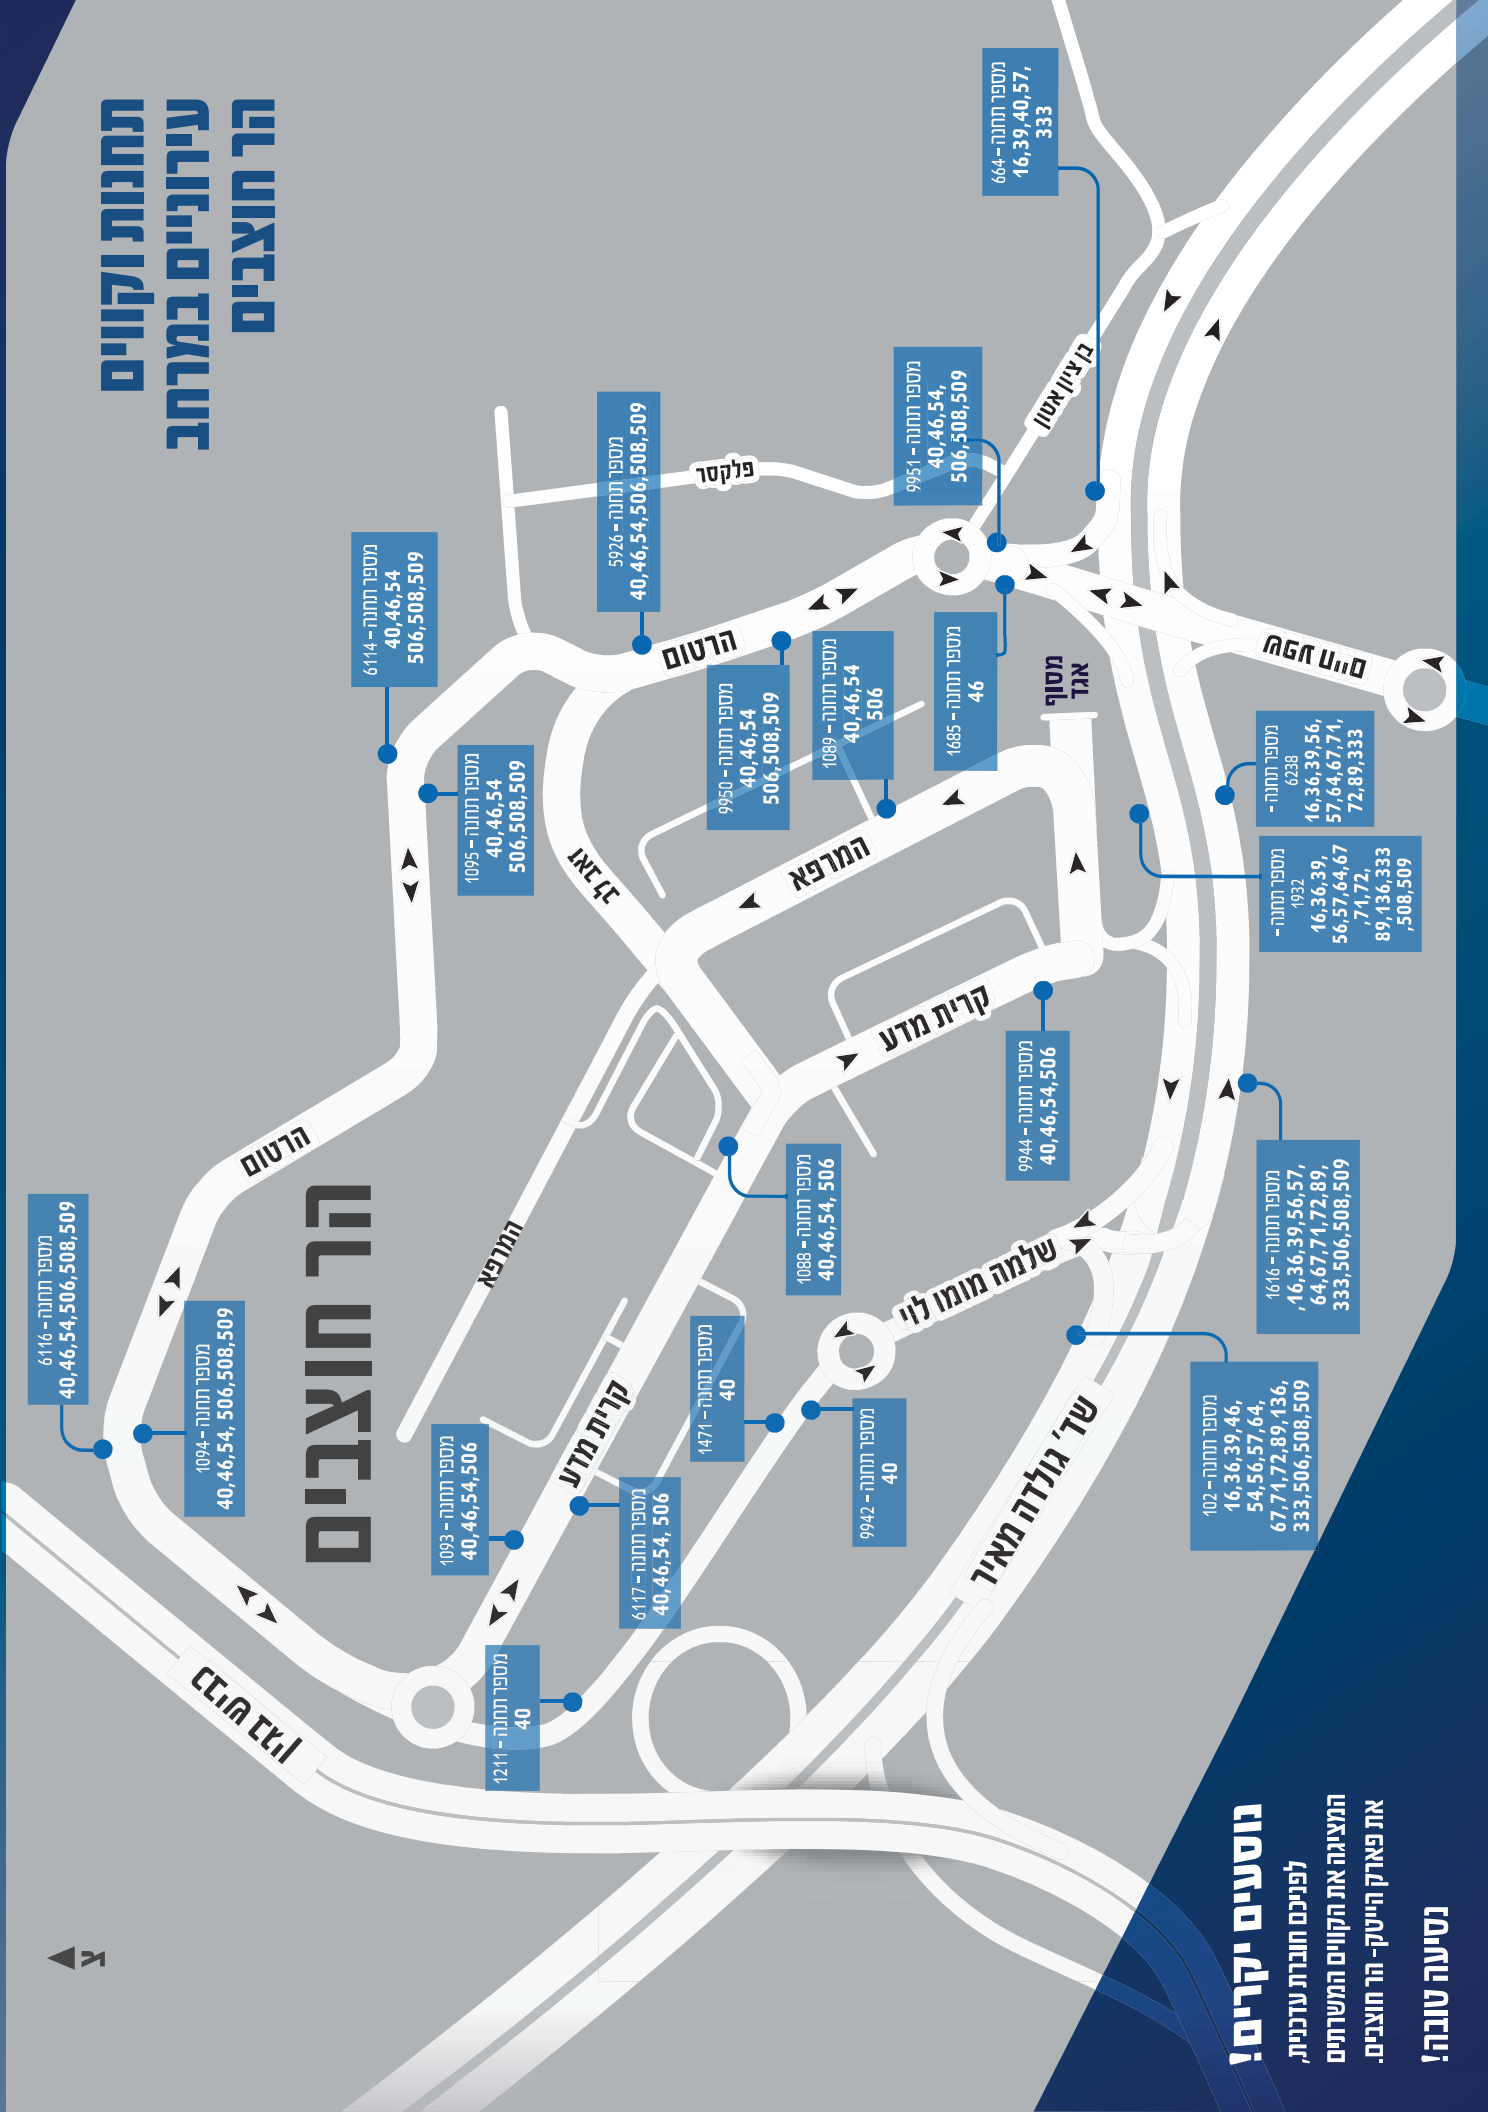 תחנות וקווים
עירוניים במרחב
הר חוצבים
מספר תחנה – 664
16,39,40,57,
333
בן ציון אטון
מספר תחנה – 9951
40,46,54,
506,508,509
פלקסר
מספר תחנה – 5926
40,46,54,506,508,509
מספר תחנה – 6114
40,46,54
506,508,509
הרטום
מספר תחנה – 9950
40,46,54
506,508,509
מספר תחנה – 1089
40,46,54
506
מספר תחנה – 1685
46
מסוף
אגד
שפע חיים
מספר תחנה -
6238
16,36,39,56,
57,64,67,71,
72,89,333
מספר תחנה -
1932
16,36,39,
56,57,64,67
,71,72,
89,136,333
,508,509
מספר תחנה – 1095
40,46,54
506,508,509
המרפא
קרית מדע
מספר תחנה – 9944
40,46,54,506
הרטום
הר חוצבים
מספר תחנה – 6116
40,46,54,506,508,509
מספר תחנה – 1094
40,46,54, 506,508,509
המרפא
מספר תחנה – 1088
40,46,54, 506
שלמה מומו לוי
מספר תחנה – 1616
,16,36,39,56,57,
64,67,71,72,89,
333,506,508,509
מספר תחנה – 1471
40
מספר תחנה – 9942
40
מספר תחנה – 102
16,36,39,46,
54,56,57,64,
67,71,72,89,136,
333,506,508,509
שד' גולדה מאיר
קרית מדע
מספר תחנה – 1093
40,46,54,506
מספר תחנה – 6117
40,46,54, 506
מספר תחנה – 1211
40
כביש בגין
צ
נוסעים יקרים!
לפניכם חוברת עדכנית,
המציגה את הקווים המשרתים
את פארק הייטק- הר חוצבים.
נסיעה טובה!